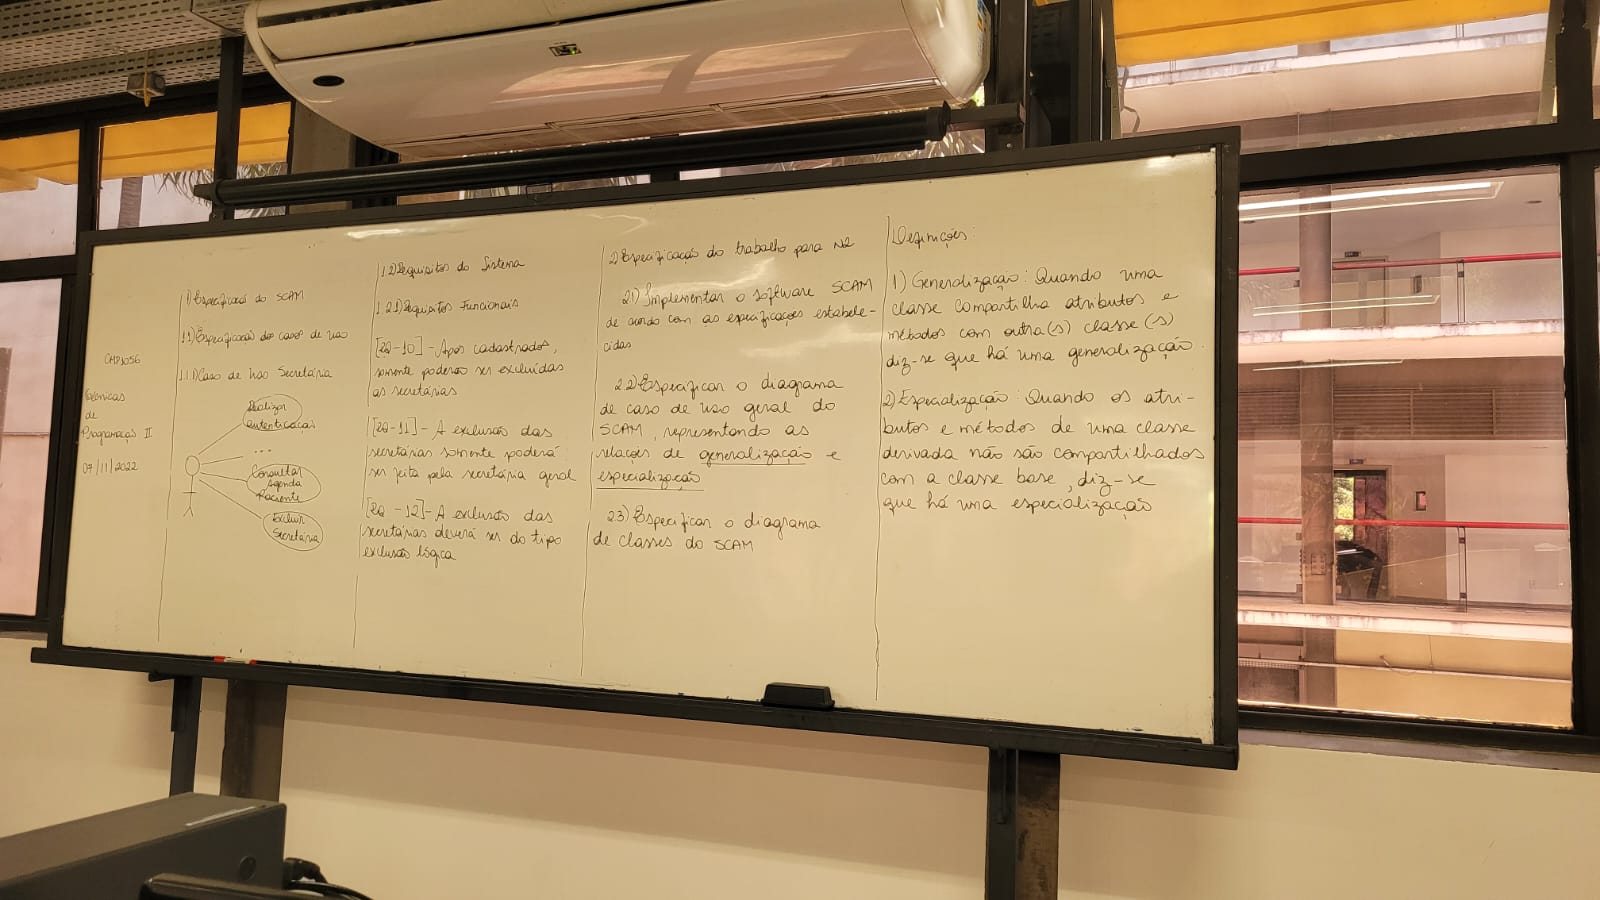 CMP1056
Técnicas
de
Programação II
07/11/2022
1) Especificação do SCAM
1.1) Especificação dos casos de uso
1.1.1) Caso de Uso Secretária
Realizar
autenticação
...
Consultar
Agenda
Paciente
Excluir
Secretária
1.2) Requisitos do Sistema
1.2.1) Requisitos Funcionais
[RQ-10] - Após cadastrados,
somente poderão ser excluídas
as secretárias
[RQ-11] - A exclusão das
secretárias somente poderá
ser feita pela secretária geral
[RQ-12] - A exclusão das
secretárias deverá ser do tipo
exclusão lógica
2) Especificação do trabalho para N2
2.1) Implementar o software SCAM
de acordo com as especificações estabele-
cidas
2.2) Especificar o diagrama
de caso de uso geral do
SCAM, representando as
relações de generalização e
especialização
2.3) Especificar o diagrama
de classes do SCAM
Definições:
1) Generalização: Quando uma
classe compartilha atributos e
métodos com outra(s) classe(s)
diz-se que há uma generalização.
2) Especialização: Quando os atri-
butos e métodos de uma classe
derivada não são compartilhados
com a classe base, diz-se
que há uma especialização